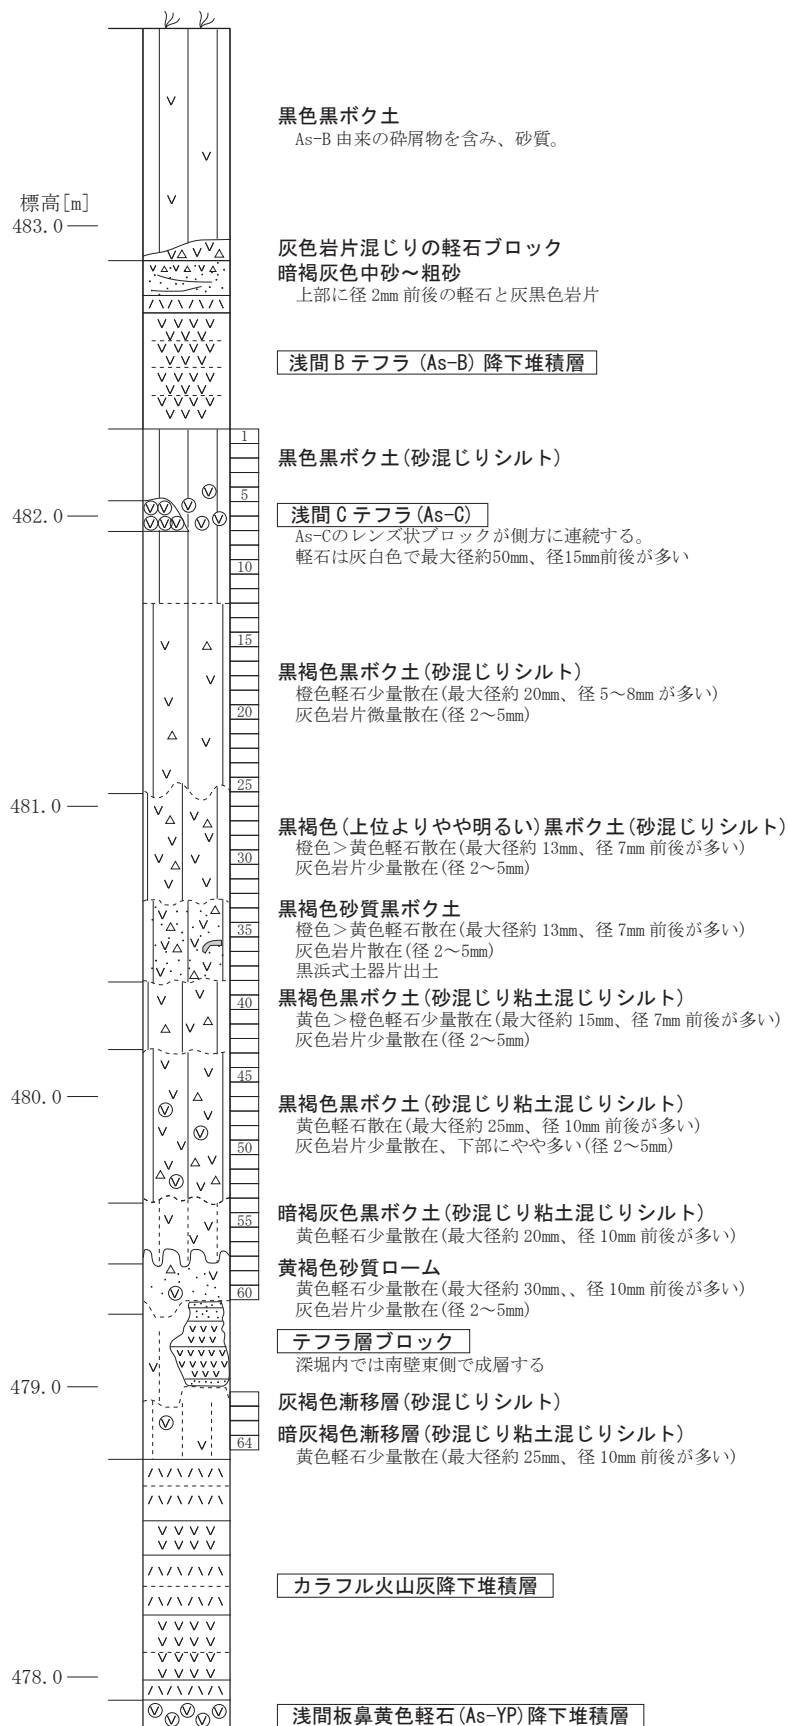 黒色黒ボク土
As-B 由来の砕屑物を含み、砂質。
標高[m]
483.0
灰色岩片混じりの軽石ブロック
暗褐灰色中砂～粗砂
上部に径 2mm 前後の軽石と灰黒色岩片
浅間 B テフラ (As-B) 降下堆積層
1
黒色黒ボク土(砂混じりシルト)
5
482.0
浅間 C テフラ(As-C)
As-Cのレンズ状ブロックが側方に連続する。
軽石は灰白色で最大径約50mm、径15mm前後が多い
10
15
黒褐色黒ボク土(砂混じりシルト)
橙色軽石少量散在(最大径約 20mm、径 5～8mm が多い)
20
灰色岩片微量散在(径 2～5mm)
25
481.0
黒褐色(上位よりやや明るい)黒ボク土(砂混じりシルト)
橙色＞黄色軽石散在(最大径約 13mm、径 7mm 前後が多い)
30
灰色岩片少量散在(径 2～5mm)
黒褐色砂質黒ボク土
35
橙色＞黄色軽石散在(最大径約 13mm、径 7mm 前後が多い)
灰色岩片散在(径 2～5mm)
黒浜式土器片出土
40
黒褐色黒ボク土(砂混じり粘土混じりシルト)
黄色＞橙色軽石少量散在(最大径約 15mm、径 7mm 前後が多い)
灰色岩片少量散在(径 2～5mm)
45
480.0
黒褐色黒ボク土(砂混じり粘土混じりシルト)
黄色軽石散在(最大径約 25mm、径 10mm 前後が多い)
50
灰色岩片少量散在、下部にやや多い(径 2～5mm)
55
暗褐灰色黒ボク土(砂混じり粘土混じりシルト)
黄色軽石少量散在(最大径約 20mm、径 10mm 前後が多い)
黄褐色砂質ローム
60
黄色軽石少量散在(最大径約 30mm、、径 10mm 前後が多い)
灰色岩片少量散在(径 2～5mm)
テフラ層ブロック
深堀内では南壁東側で成層する
479.0
灰褐色漸移層(砂混じりシルト)
64
暗灰褐色漸移層(砂混じり粘土混じりシルト)
黄色軽石少量散在(最大径約 25mm、径 10mm 前後が多い)
カラフル火山灰降下堆積層
478.0
浅間板鼻黄色軽石(As-YP)降下堆積層